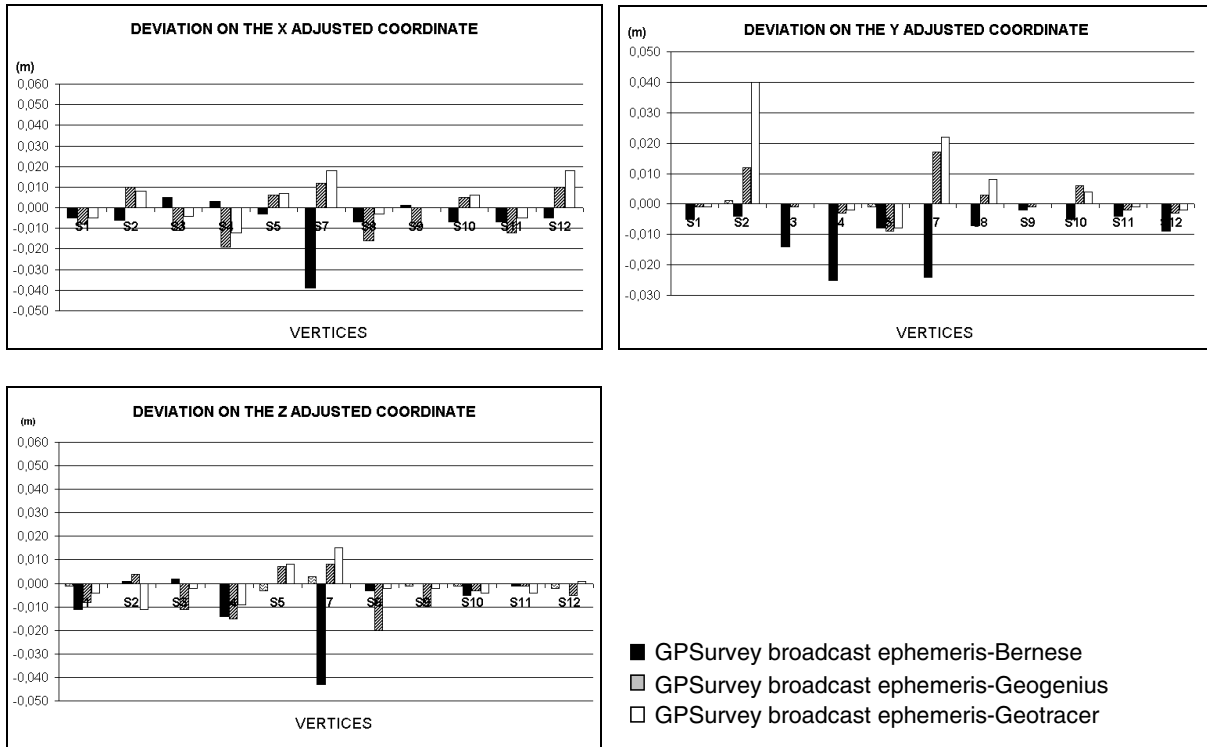 DEVIATION ON THE X ADJUSTED COORDINATE
(m)
0,060
0,050
0,040
0,030
0,020
0,010
0,000
-0,010
-0,020
-0,030
-0,040
-0,050
S1 S2 S3 S4 S5 S7 S8 S9 S10 S11 S12
VERTICES
DEVIATION ON THE Y ADJUSTED COORDINATE
(m)
0,050
0,040
0,030
0,020
0,010
0,000
-0,010
-0,020
-0,030
S1 S2 S9 S10 S11
VERTICES
DEVIATION ON THE Z ADJUSTED COORDINATE
(m)
0,060
0,050
0,040
0,030
0,020
0,010
0,000
-0,010
-0,020
-0,030
-0,040
-0,050
S2 S3 S5 S8 S9 S10 S11 S12
VERTICES
GPSurvey broadcast ephemeris-Bernese
GPSurvey broadcast ephemeris-Geogenius
GPSurvey broadcast ephemeris-Geotracer